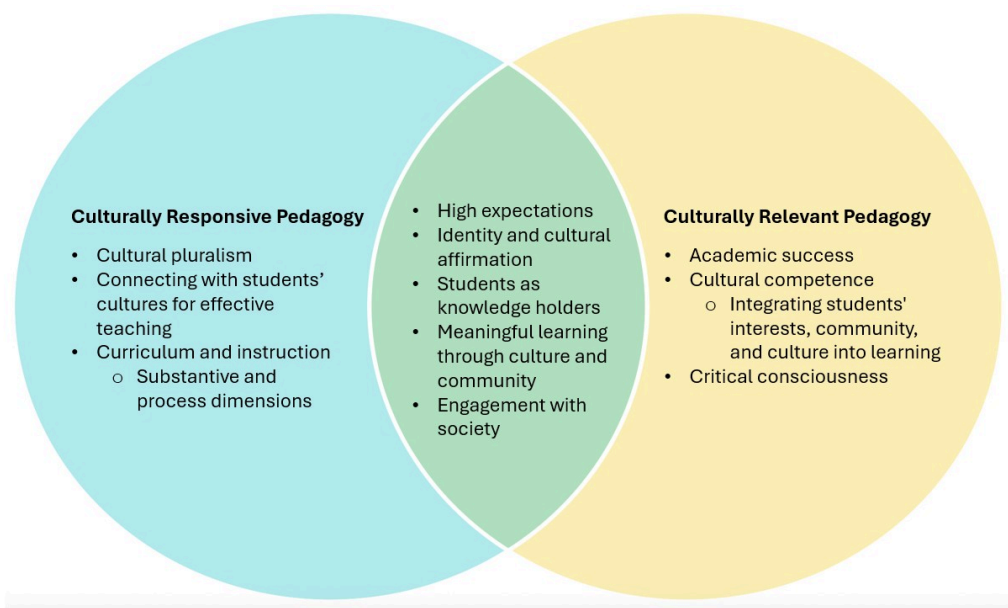 Culturally Responsive Pedagogy
• Cultural pluralism
• Connecting with students’
cultures for effective
teaching
• Curriculum and instruction
o Substantive and
process dimensions
• High expectations
• Identity and cultural
affirmation
• Students as
knowledge holders
• Meaningful learning
through culture and
community
• Engagement with
society
Culturally Relevant Pedagogy
• Academic success
• Cultural competence
o Integrating students'
interests, community,
and culture into learning
• Critical consciousness